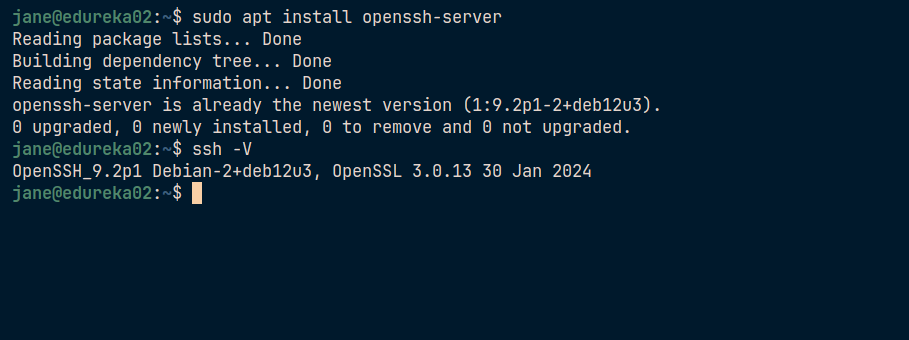 jane@edureka02:~$ sudo apt install openssh-server
Reading package lists... Done
Building dependency tree... Done
Reading state information... Done
openssh-server is already the newest version (1:9.2p1-2+deb12u3).
0 upgraded, 0 newly installed, 0 to remove and 0 not upgraded.
jane@edureka02:~$ ssh -V
OpenSSH_9.2p1 Debian-2+deb12u3, OpenSSL 3.0.13 30 Jan 2024
jane@edureka02:~$